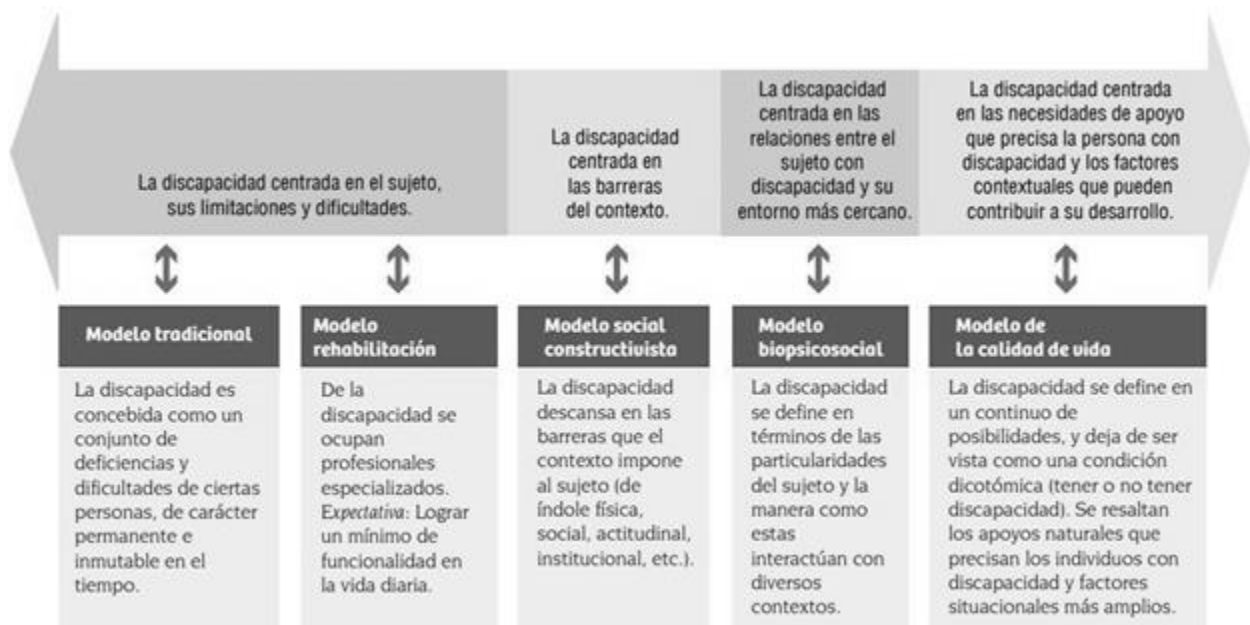 La discapacidad centrada en el sujeto,
sus limitaciones y dificultades.
La discapacidad
centrada en
las barreras
del contexto.
La discapacidad
centrada en las
relaciones entre el
sujeto con
discapacidad y su
entorno más cercano.
La discapacidad centrada
en las necesidades de apoyo
que precisa la persona con
discapacidad y los factores
contextuales que pueden
contribuir a su desarrollo.
Modelo tradicional
La discapacidad es
concebida como un
conjunto de
deficiencias y
dificultades de ciertas
personas, de carácter
permanente e
inmutable en el
tiempo.
Modelo
rehabilitación
De la
discapacidad se
ocupan
profesionales
especializados.
Expectativa: Lograr
un mínimo de
funcionalidad en
la vida diaria.
Modelo social
constructivista
La discapacidad
descansa en las
barreras que el
contexto impone
al sujeto (de
índole física,
social, actitudinal,
institucional, etc.).
Modelo
biopsicosocial
La discapacidad
se define en
términos de las
particularidades
del sujeto y la
manera como
estas
interactúan con
diversos
contextos.
Modelo de
la calidad de vida
La discapacidad se define en
un continuo de
posibilidades, y deja de ser
vista como una condición
dicotómica (tener o no tener
discapacidad). Se resaltan
los apoyos naturales que
precisan los individuos con
discapacidad y factores
situacionales más amplios.